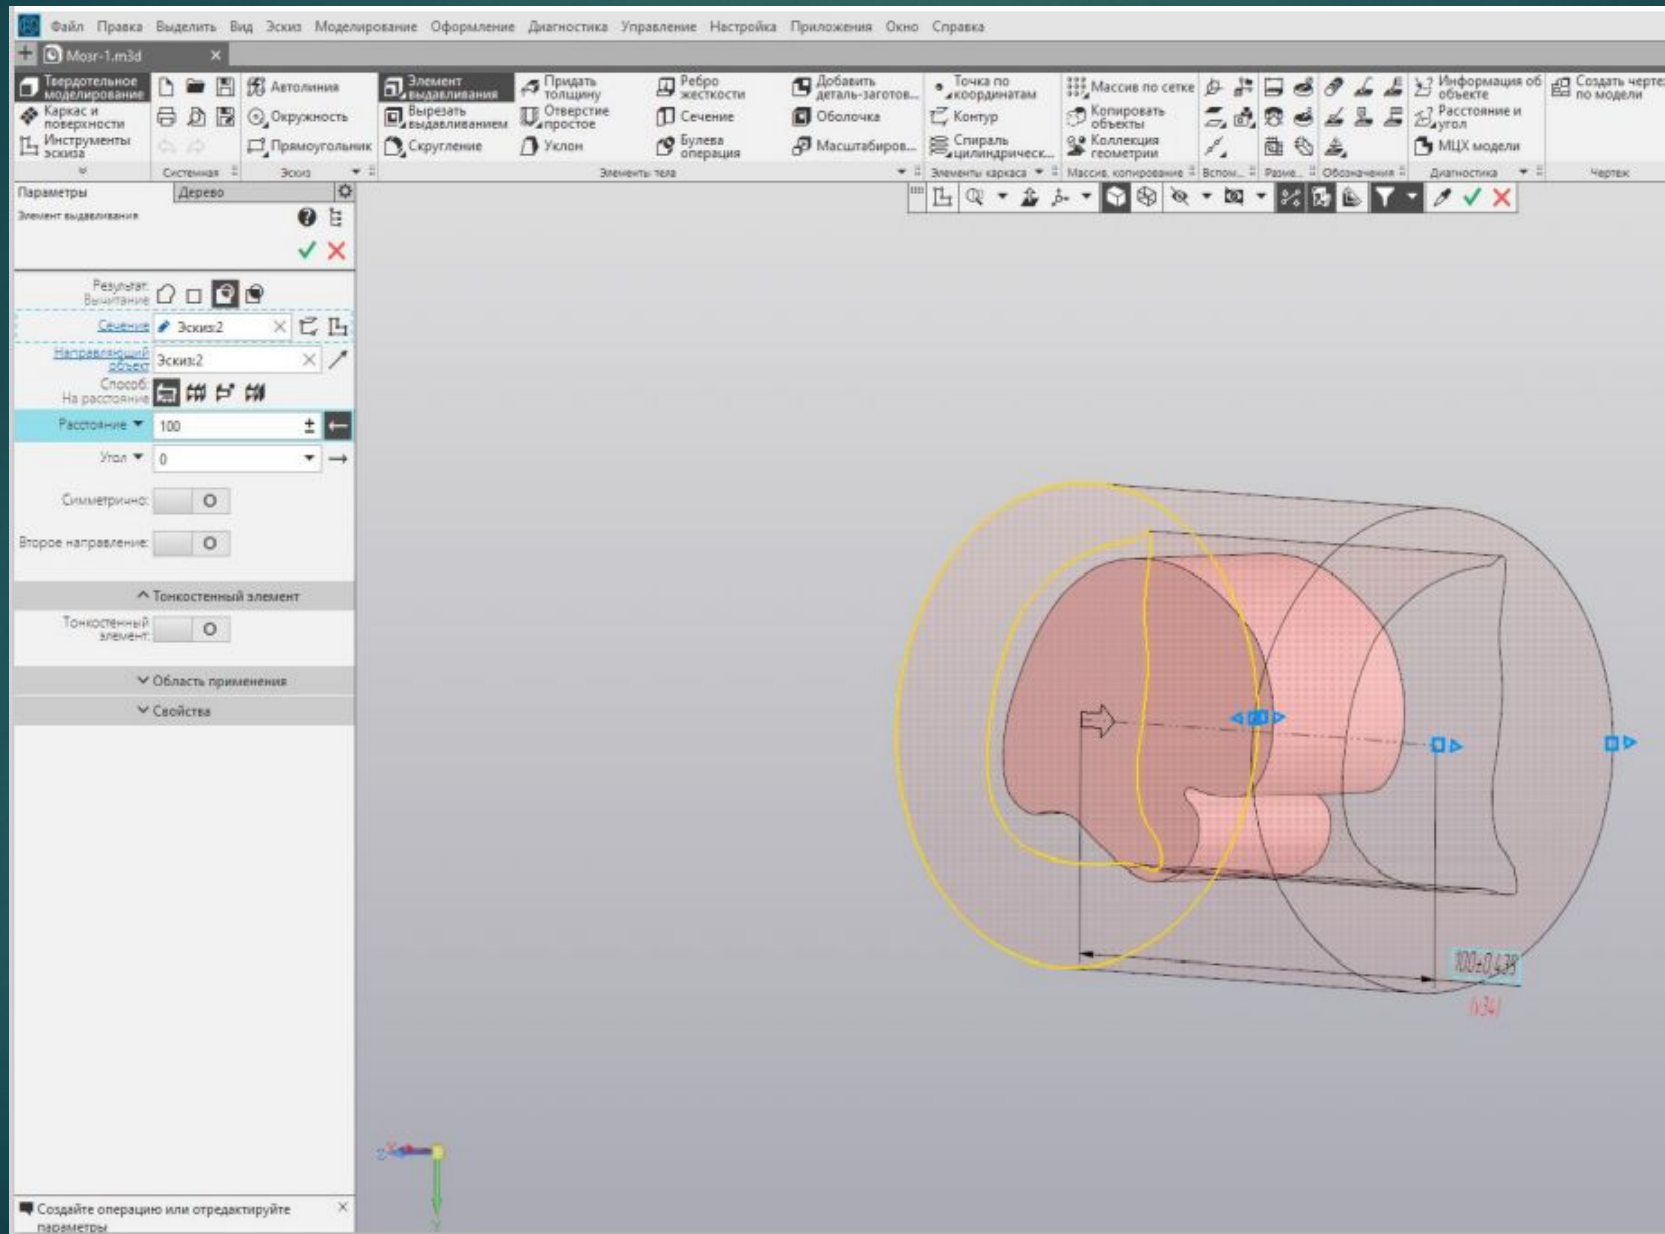 Файл Правка Выделить Вид Эскиз Моделирование Оформление Диагностика Управление Настройка Приложения Окно Справка
Мозг-1.m3d
Твердотельное моделирование
Каркас и поверхности
Инструменты эскиза
Системная
Автолиния
Окружность
Прямоугольник
Эскиз
Элемент выдавливания
Вырезать выдавливанием
Скругление
Придать толщину
Отверстие простое
Уклон
Ребро жесткости
Сечение
Булева операция
Добавить деталь-заготов...
Оболочка
Масштабиров...
Элементы тела
Точка по координатам
Контур
Спираль цилиндрическ...
Элементы каркаса
Массив по сетке
Копировать объекты
Коллекция геометрии
Массив, копирование
Вспом...
Разме...
Обозначения
Информация об объекте
Расстояние и угол
МЦХ модели
Диагностика
Создать чертеж по модели
Чертеж
Параметры
Дерево
Элемент выдавливания
Результат:
Вычитание
Сечение
Эскиз:2
Направляющий
объект
Эскиз:2
Способ:
На расстояние
Расстояние
100
Угол
0
Симметрично:
Второе направление:
Тонкостенный элемент
Тонкостенный
элемент:
Область применения
Свойства
100±0,435
X
Z
Y
Создайте операцию или отредактируйте
параметры